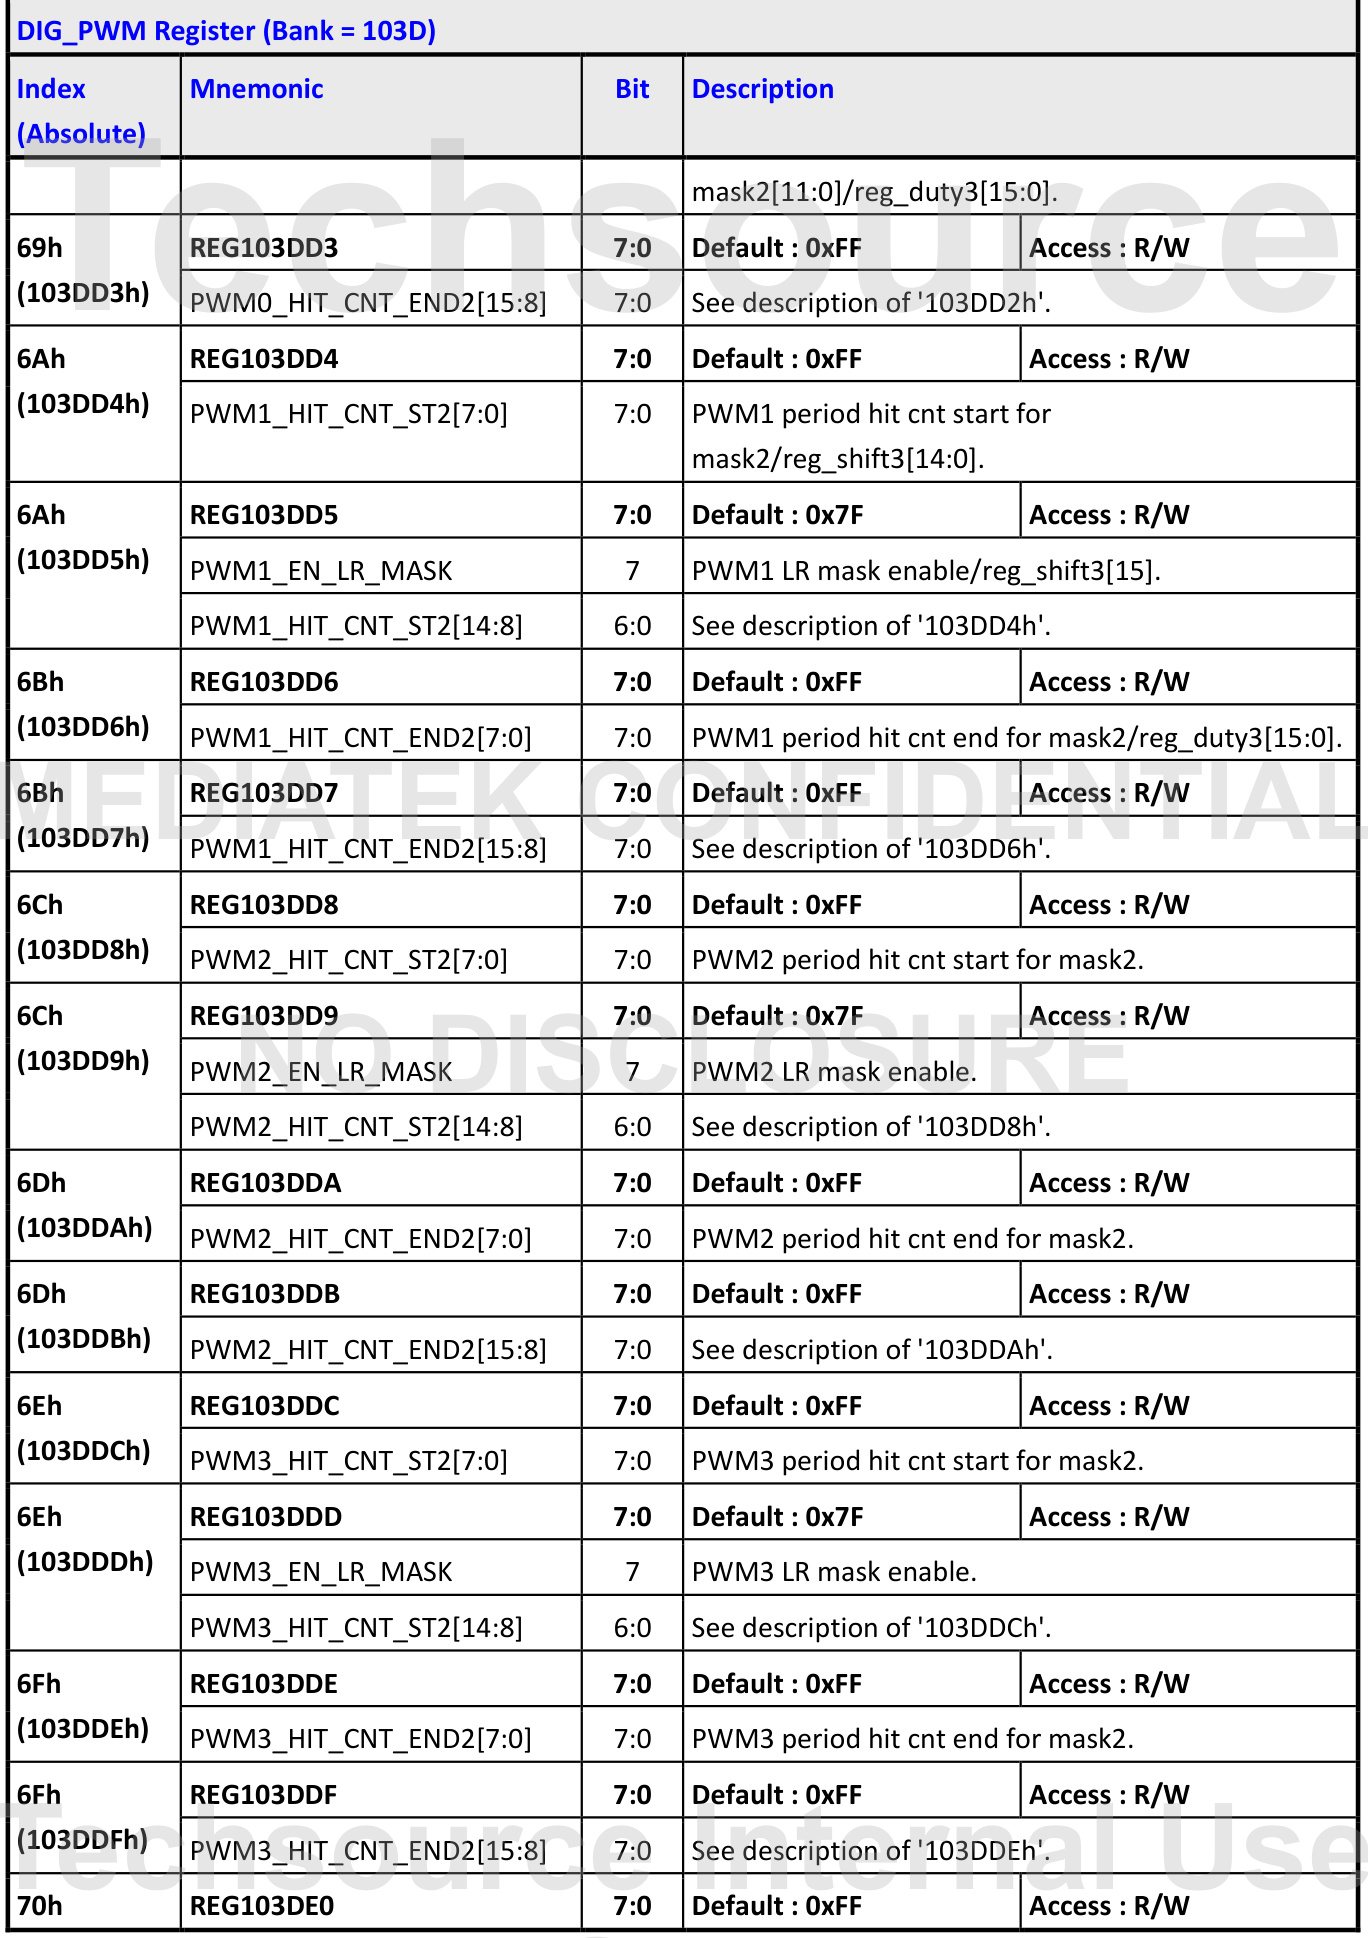 DIG_PWM Register (Bank = 103D)
Index
(Absolute)
Mnemonic
Bit
Description
mask2[11:0]/reg_duty3[15:0].
69h
(103DD3h)
REG103DD3 7:0 Default : 0xFF Access : R/W
PWM0_HIT_CNT_END2[15:8] 7:0 See description of '103DD2h'.
6Ah
(103DD4h)
REG103DD4 7:0 Default : 0xFF Access : R/W
PWM1_HIT_CNT_ST2[7:0] 7:0 PWM1 period hit cnt start for
mask2/reg_shift3[14:0].
6Ah
(103DD5h)
REG103DD5 7:0 Default : 0x7F Access : R/W
PWM1_EN_LR_MASK 7 PWM1 LR mask enable/reg_shift3[15].
PWM1_HIT_CNT_ST2[14:8] 6:0 See description of '103DD4h'.
6Bh
(103DD6h)
REG103DD6 7:0 Default : 0xFF Access : R/W
PWM1_HIT_CNT_END2[7:0] 7:0 PWM1 period hit cnt end for mask2/reg_duty3[15:0].
6Bh
(103DD7h)
REG103DD7 7:0 Default : 0xFF Access : R/W
PWM1_HIT_CNT_END2[15:8] 7:0 See description of '103DD6h'.
6Ch
(103DD8h)
REG103DD8 7:0 Default : 0xFF Access : R/W
PWM2_HIT_CNT_ST2[7:0] 7:0 PWM2 period hit cnt start for mask2.
6Ch
(103DD9h)
REG103DD9 7:0 Default : 0x7F Access : R/W
PWM2_EN_LR_MASK 7 PWM2 LR mask enable.
PWM2_HIT_CNT_ST2[14:8] 6:0 See description of '103DD8h'.
6Dh
(103DDAh)
REG103DDA 7:0 Default : 0xFF Access : R/W
PWM2_HIT_CNT_END2[7:0] 7:0 PWM2 period hit cnt end for mask2.
6Dh
(103DDBh)
REG103DDB 7:0 Default : 0xFF Access : R/W
PWM2_HIT_CNT_END2[15:8] 7:0 See description of '103DDAh'.
6Eh
(103DDCh)
REG103DDC 7:0 Default : 0xFF Access : R/W
PWM3_HIT_CNT_ST2[7:0] 7:0 PWM3 period hit cnt start for mask2.
6Eh
(103DDDh)
REG103DDD 7:0 Default : 0x7F Access : R/W
PWM3_EN_LR_MASK 7 PWM3 LR mask enable.
PWM3_HIT_CNT_ST2[14:8] 6:0 See description of '103DDCh'.
6Fh
(103DDEh)
REG103DDE 7:0 Default : 0xFF Access : R/W
PWM3_HIT_CNT_END2[7:0] 7:0 PWM3 period hit cnt end for mask2.
6Fh
(103DDFh)
REG103DDF 7:0 Default : 0xFF Access : R/W
PWM3_HIT_CNT_END2[15:8] 7:0 See description of '103DDEh'.
70h REG103DE0 7:0 Default : 0xFF Access : R/W
Techsource
MEDIATEK CONFIDENTIAL
NO DISCLOSURE
Techsource Internal Use